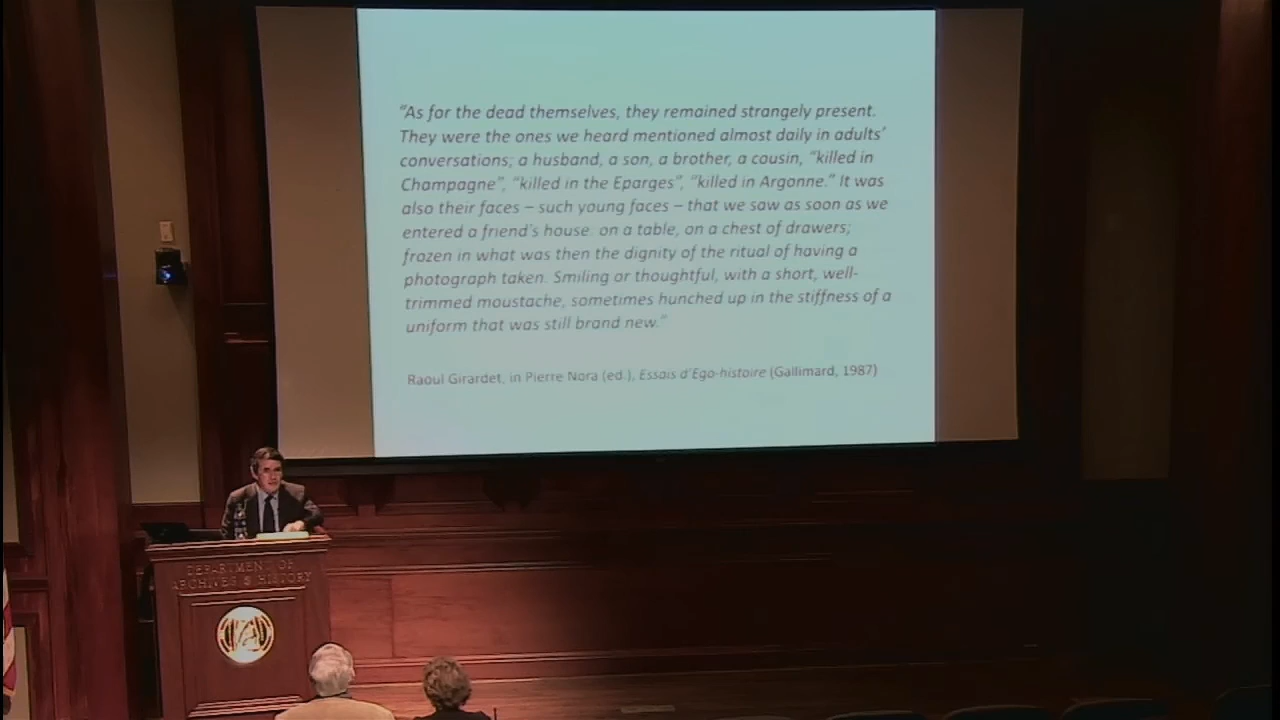 "As for the dead themselves, they remained strangely present.
They were the ones we heard mentioned almost daily in adults'
conversations; a husband, a son, a brother, a cousin, "killed in
Champagne", "killed in the Eparges", "killed in Argonne." It was
also their faces – such young faces – that we saw as soon as we
entered a friend's house: on a table, on a chest of drawers;
frozen in what was then the dignity of the ritual of having a
photograph taken. Smiling or thoughtful, with a short, well-
trimmed moustache, sometimes hunched up in the stiffness of a
uniform that was still brand new."
Raoul Girardet, in Pierre Nora (ed.), Essais d'Ego-histoire (Gallimard, 1987)
DEPARTMENT OF
ARCHIVES & HISTORY